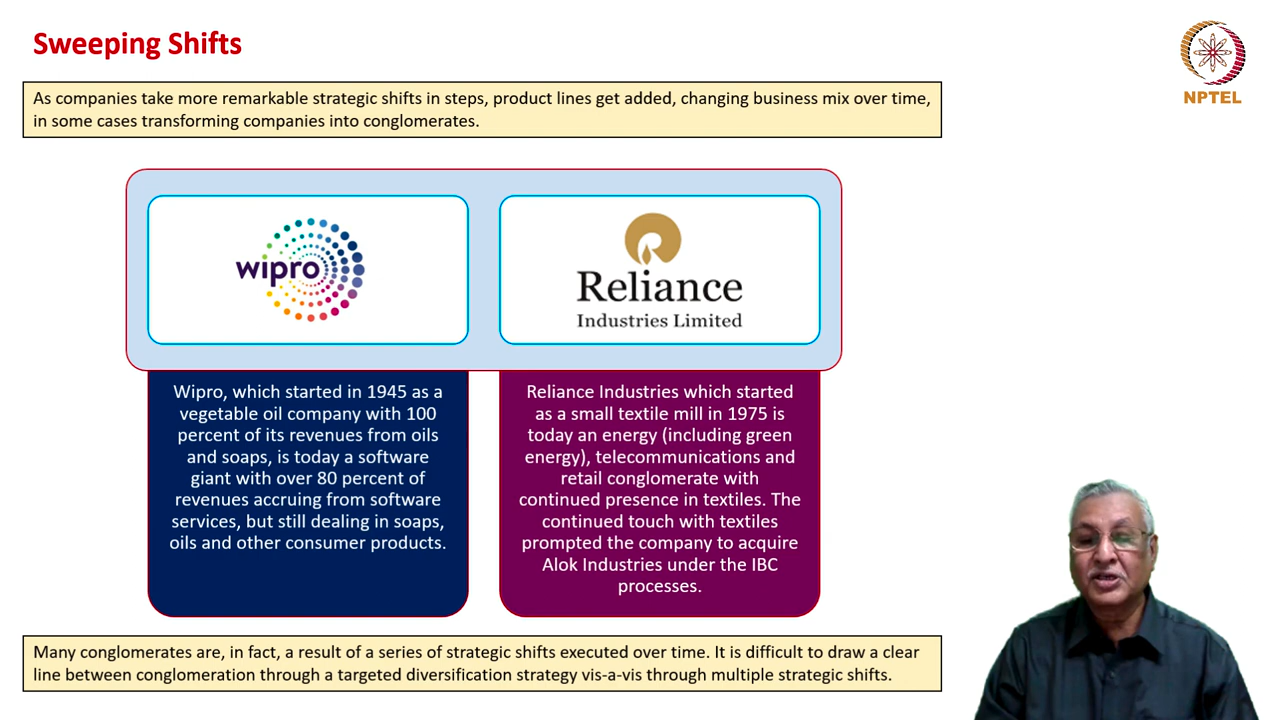 Sweeping Shifts
NPTEL
As companies take more remarkable strategic shifts in steps, product lines get added, changing business mix over time,
in some cases transforming companies into conglomerates.
wipro
Reliance
Industries Limited
Wipro, which started in 1945 as a
vegetable oil company with 100
percent of its revenues from oils
and soaps, is today a software
giant with over 80 percent of
revenues accruing from software
services, but still dealing in soaps,
oils and other consumer products.
Reliance Industries which started
as a small textile mill in 1975 is
today an energy (including green
energy), telecommunications and
retail conglomerate with
continued presence in textiles. The
continued touch with textiles
prompted the company to acquire
Alok Industries under the IBC
processes.
Many conglomerates are, in fact, a result of a series of strategic shifts executed over time. It is difficult to draw a clear
line between conglomeration through a targeted diversification strategy vis-a-vis through multiple strategic shifts.